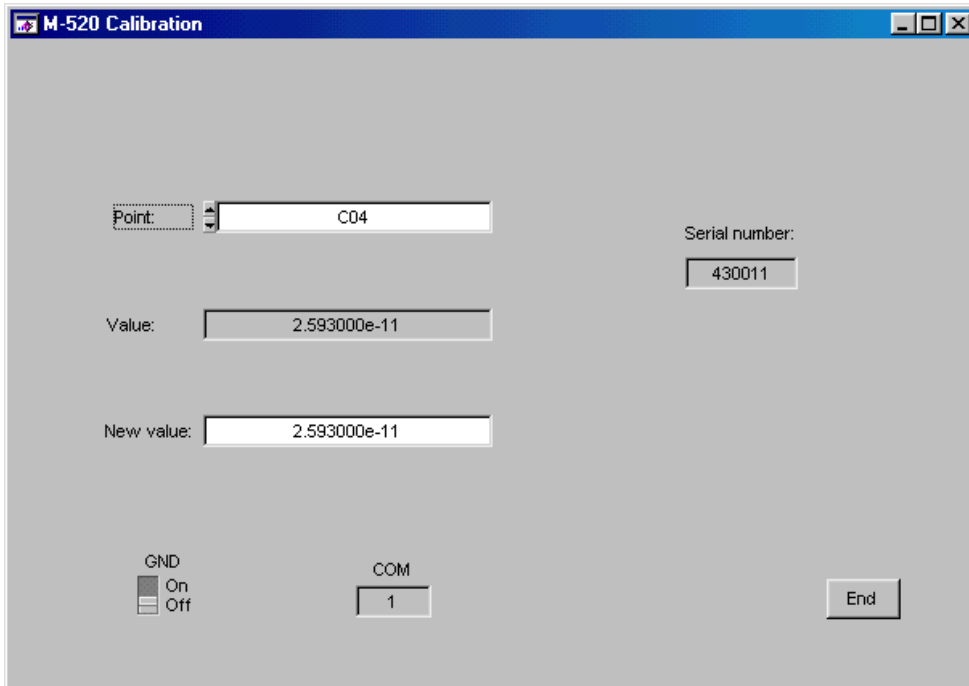 M-520 Calibration
Point:
C04
Serial number:
430011
Value:
2.593000e-11
New value:
2.593000e-11
GND
On
Off
COM
1
End